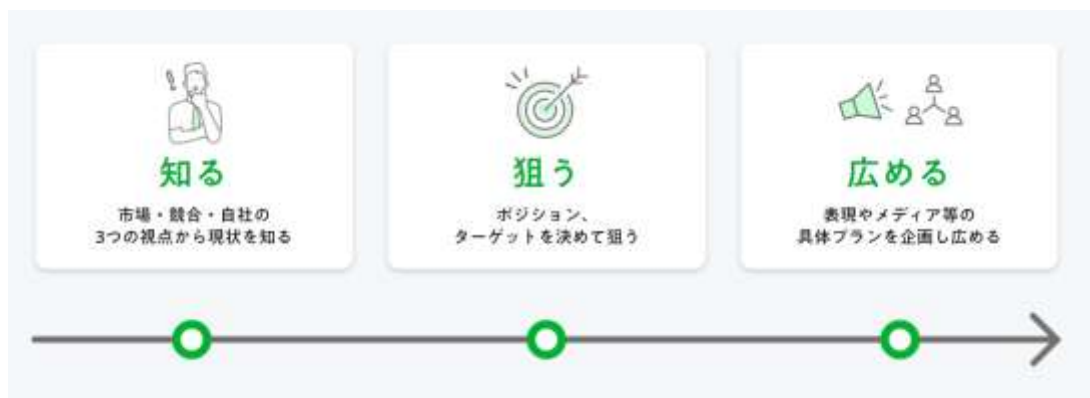 知る
市場・競合・自社の
3つの視点から現状を知る
狙う
ポジション、
ターゲットを決めて狙う
広める
表現やメディア等の
具体プランを企画し広める